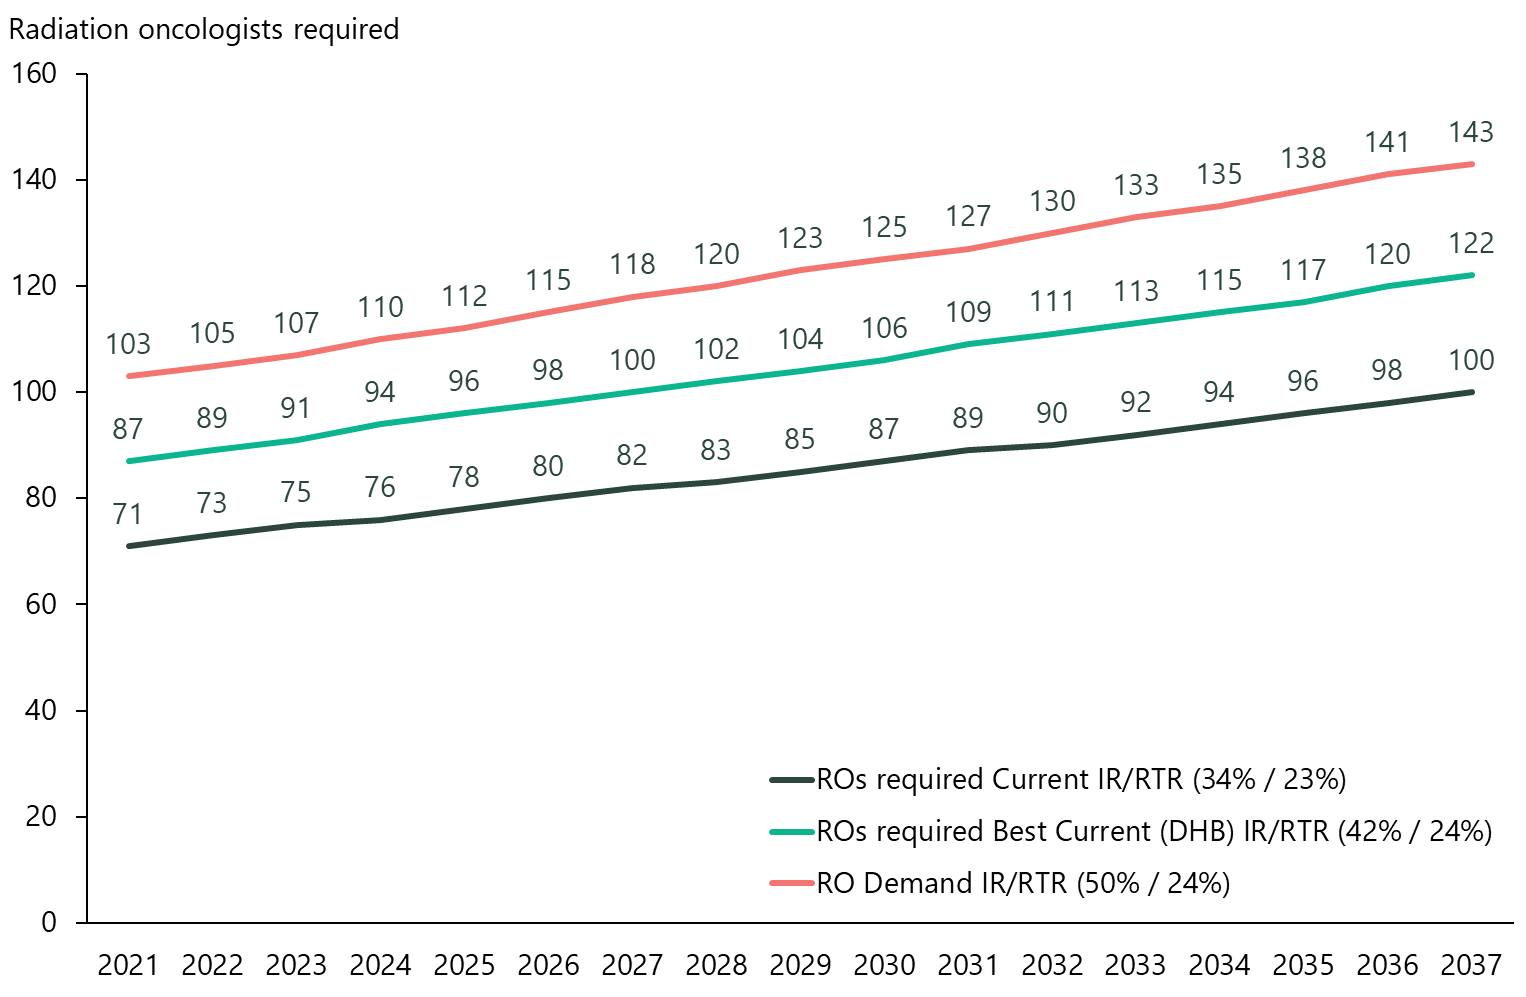 Radiation oncologists required
160
140
120
100
80
60
40
20
0
103 105 107 110 112 115 118 120 123 125 127 130 133 135 138 141 143
87 89 91 94 96 98 100 102 104 106 109 111 113 115 117 120 122
71 73 75 76 78 80 82 83 85 87 89 90 92 94 96 98 100
ROs required Current IR/RTR (34% / 23%)
ROs required Best Current (DHB) IR/RTR (42% / 24%)
RO Demand IR/RTR (50% / 24%)
2021 2022 2023 2024 2025 2026 2027 2028 2029 2030 2031 2032 2033 2034 2035 2036 2037